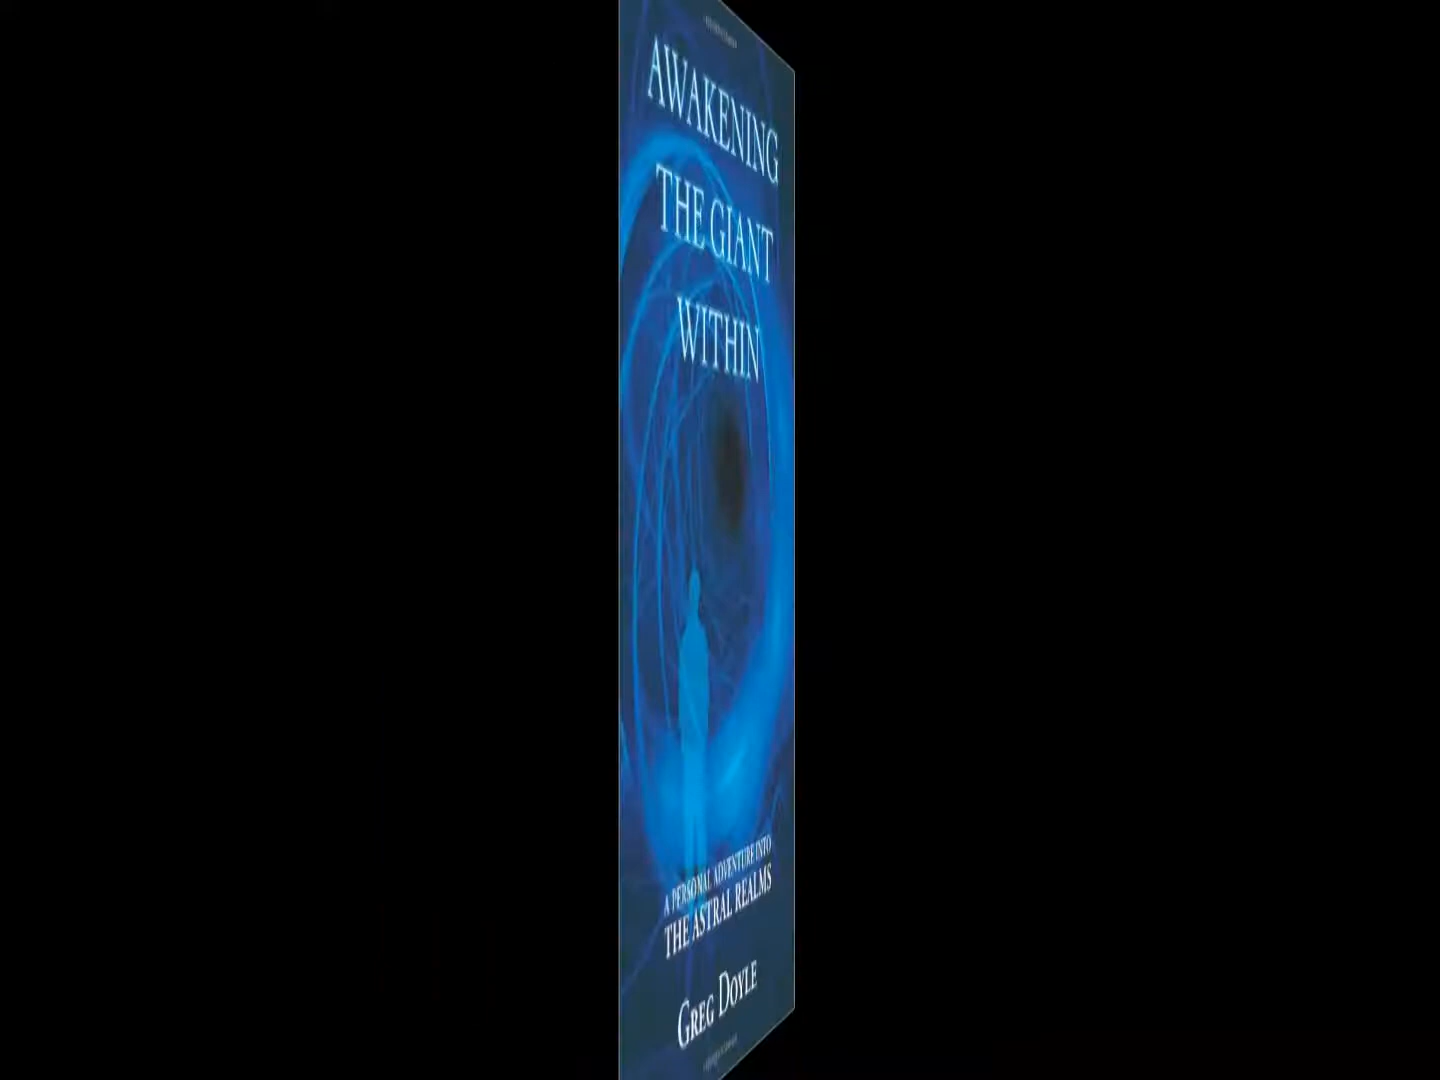 AWAKENING
THE GIANT
WITHIN
A PERSONAL ADVENTURE INTO
THE ASTRAL REALMS
GREG DOYLE